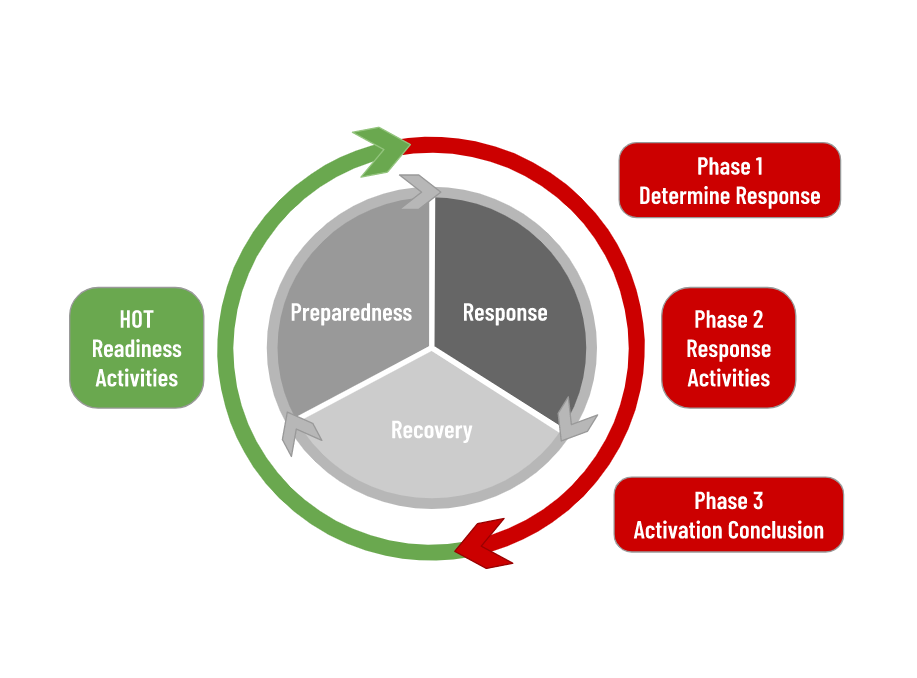 Phase 1
Determine Response
Preparedness
Response
HOT
Readiness
Activities
Phase 2
Response
Activities
Recovery
Phase 3
Activation Conclusion